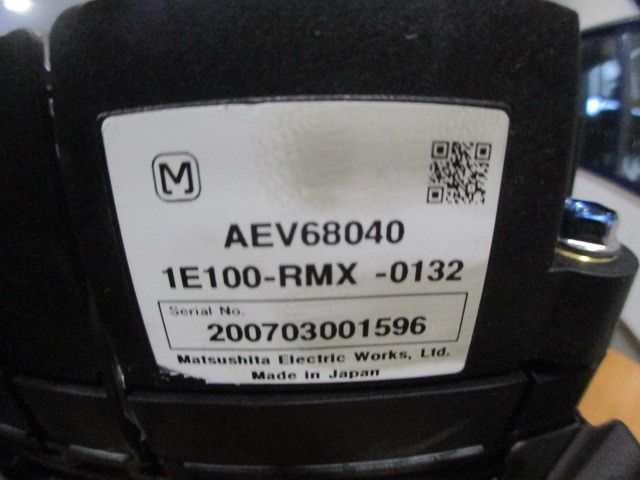 M
AEV68040
1E100-RMX -0132
Serial No.
200703001596
Matsushita Electric Works, Ltd.
Made in Japan